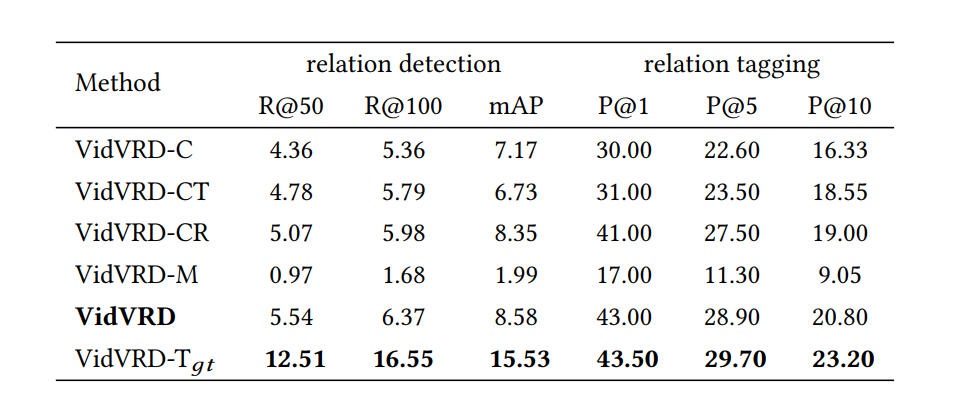 relation detection relation tagging
Method
R@50 R@100 mAP P@1 P@5 P@10
VidVRD-C 4.36 5.36 7.17 30.00 22.60 16.33
VidVRD-CT 4.78 5.79 6.73 31.00 23.50 18.55
VidVRD-CR 5.07 5.98 8.35 41.00 27.50 19.00
VidVRD-M 0.97 1.68 1.99 17.00 11.30 9.05
VidVRD 5.54 6.37 8.58 43.00 28.90 20.80
VidVRD-Tgt 12.51 16.55 15.53 43.50 29.70 23.20